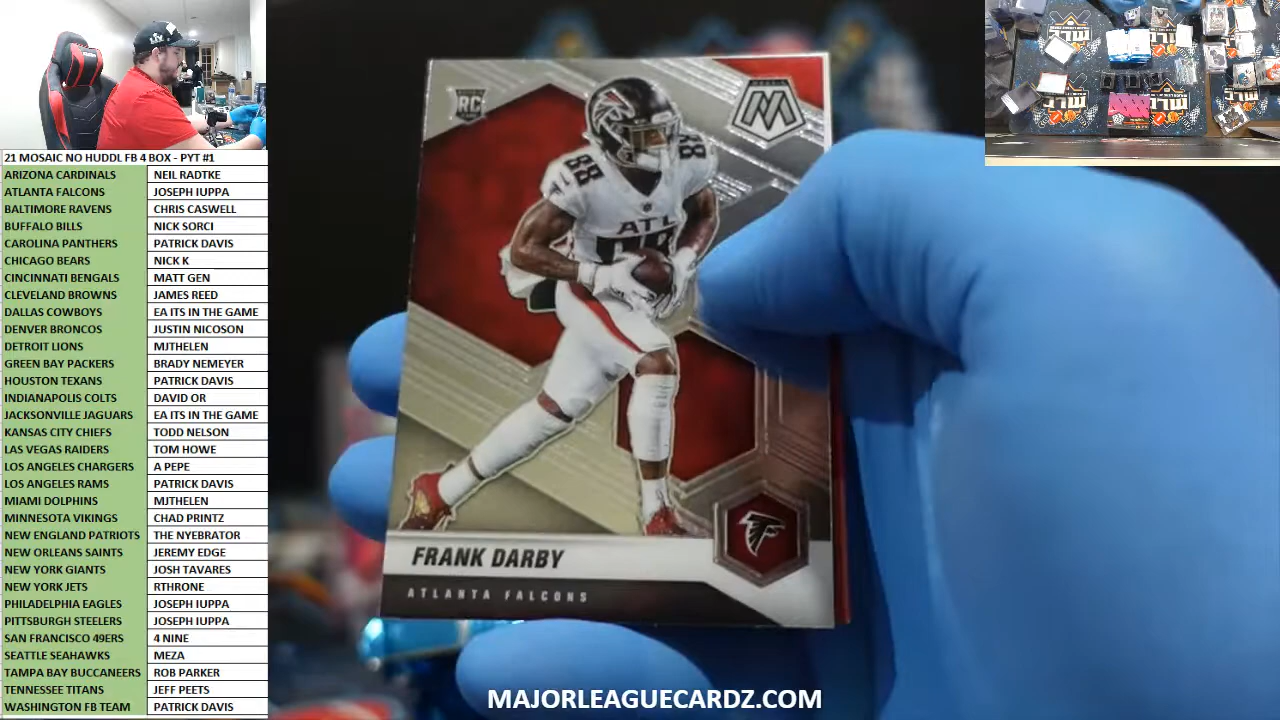 21 MOSAIC NO HUDDL FB 4 BOX - PYT #1
ARIZONA CARDINALS NEIL RADTKE
ATLANTA FALCONS JOSEPH IUPPA
BALTIMORE RAVENS CHRIS CASWELL
BUFFALO BILLS NICK SORCI
CAROLINA PANTHERS PATRICK DAVIS
CHICAGO BEARS NICK K
CINCINNATI BENGALS MATT GEN
CLEVELAND BROWNS JAMES REED
DALLAS COWBOYS EA ITS IN THE GAME
DENVER BRONCOS JUSTIN NICOSON
DETROIT LIONS MJTHELEN
GREEN BAY PACKERS BRADY NEMEYER
HOUSTON TEXANS PATRICK DAVIS
INDIANAPOLIS COLTS DAVID OR
JACKSONVILLE JAGUARS EA ITS IN THE GAME
KANSAS CITY CHIEFS TODD NELSON
LAS VEGAS RAIDERS TOM HOWE
LOS ANGELES CHARGERS A PEPE
LOS ANGELES RAMS PATRICK DAVIS
MIAMI DOLPHINS MJTHELEN
MINNESOTA VIKINGS CHAD PRINTZ
NEW ENGLAND PATRIOTS THE NYEBRATOR
NEW ORLEANS SAINTS JEREMY EDGE
NEW YORK GIANTS JOSH TAVARES
NEW YORK JETS RTHRONE
PHILADELPHIA EAGLES JOSEPH IUPPA
PITTSBURGH STEELERS JOSEPH IUPPA
SAN FRANCISCO 49ERS 4 NINE
SEATTLE SEAHAWKS MEZA
TAMPA BAY BUCCANEERS ROB PARKER
TENNESSEE TITANS JEFF PEETS
WASHINGTON FB TEAM PATRICK DAVIS
RC
88
88
ATL
88
FRANK DARBY
ATLANTA FALCONS
MAJORLEAGUECARDZ.COM